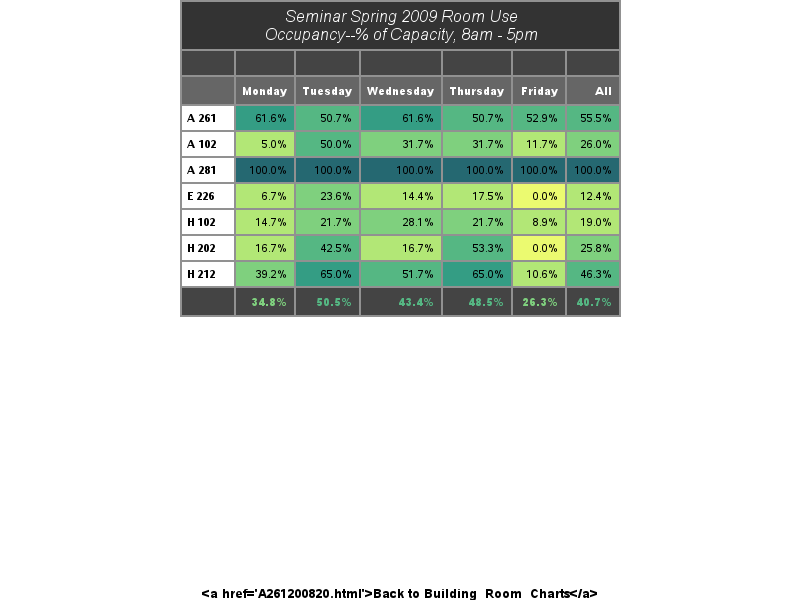 Seminar Spring 2009 Room Use
Occupancy--% of Capacity, 8am - 5pm
Monday Tuesday Wednesday Thursday Friday All
A 261 61.6% 50.7% 61.6% 50.7% 52.9% 55.5%
A 102 5.0% 50.0% 31.7% 31.7% 11.7% 26.0%
A 281 100.0% 100.0% 100.0% 100.0% 100.0% 100.0%
E 226 6.7% 23.6% 14.4% 17.5% 0.0% 12.4%
H 102 14.7% 21.7% 28.1% 21.7% 8.9% 19.0%
H 202 16.7% 42.5% 16.7% 53.3% 0.0% 25.8%
H 212 39.2% 65.0% 51.7% 65.0% 10.6% 46.3%
34.8% 50.5% 43.4% 48.5% 26.3% 40.7%
<a href='A261200820.html'>Back to Building_Room_Charts</a>